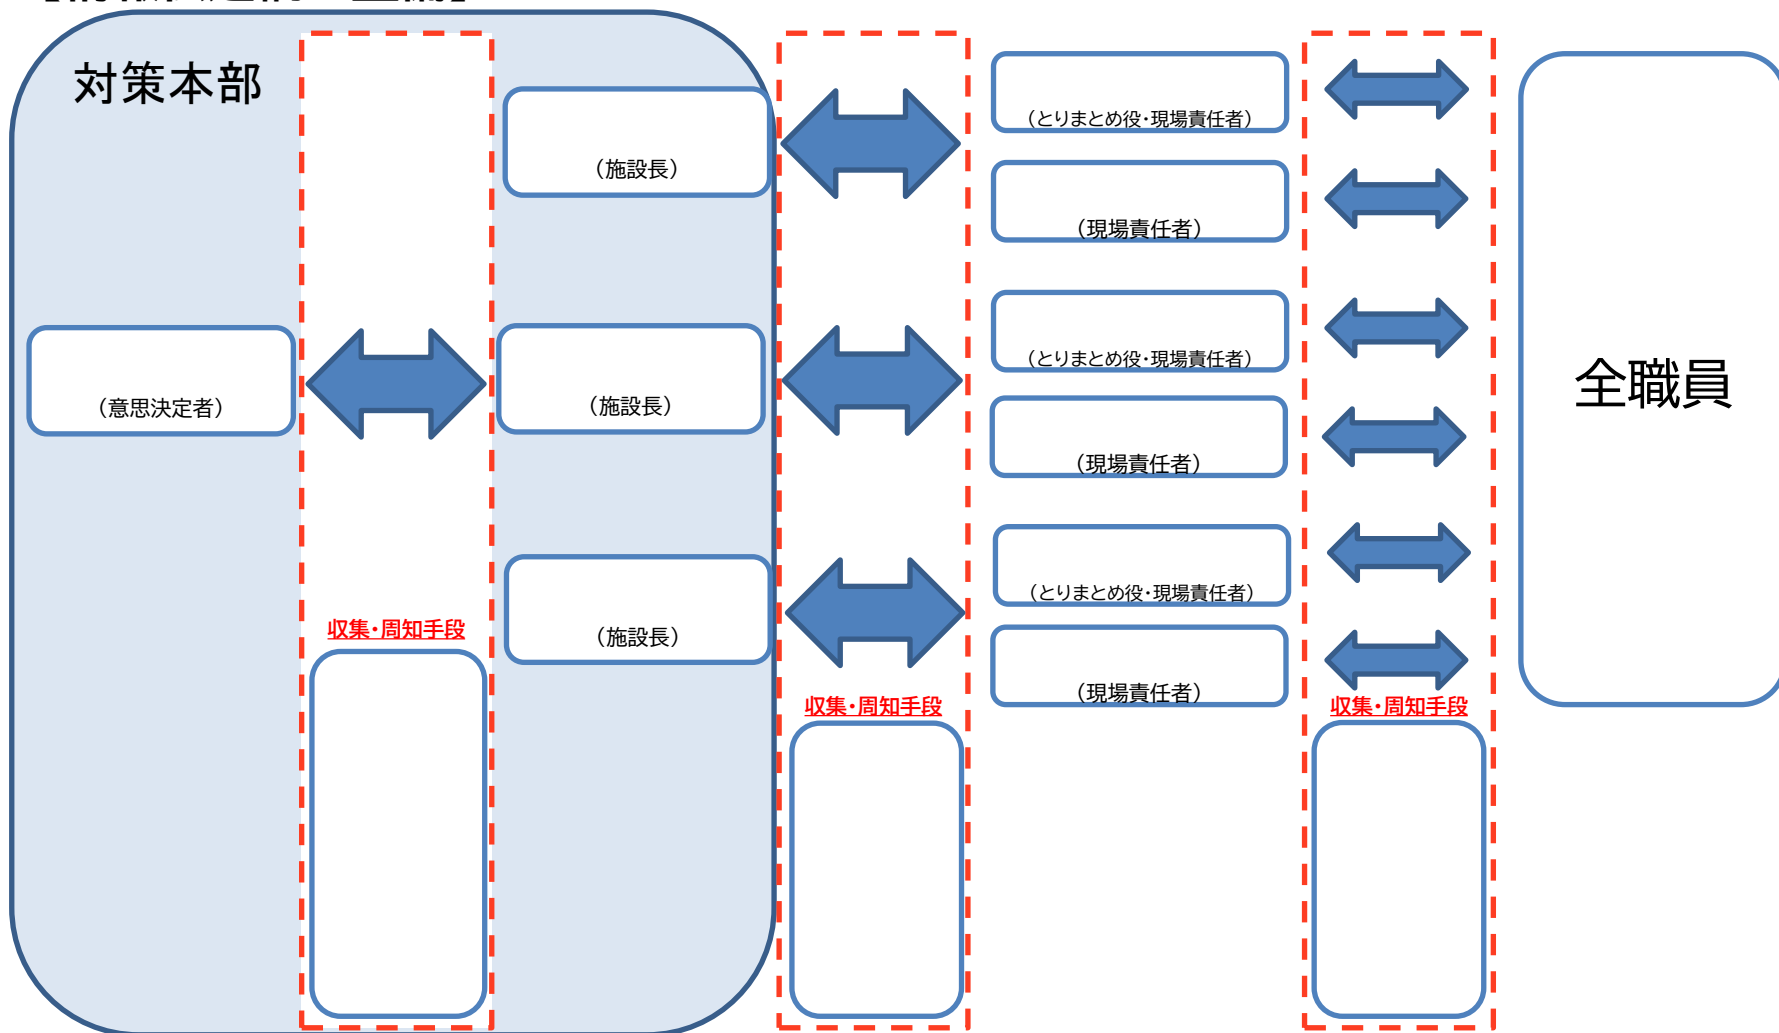 対策本部
(施設長)
(とりまとめ役・現場責任者)
(現場責任者)
(意思決定者)
(施設長)
(とりまとめ役・現場責任者)
(現場責任者)
全職員
(施設長)
(とりまとめ役・現場責任者)
(現場責任者)
収集・周知手段
収集・周知手段
収集・周知手段